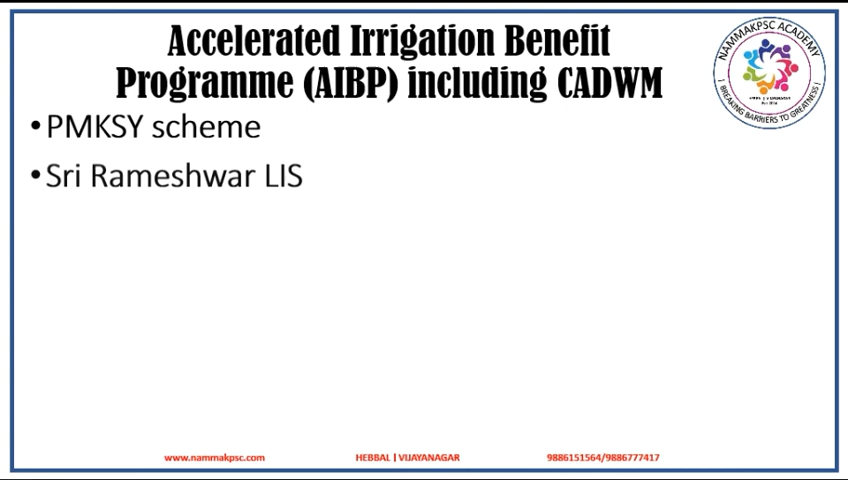 Accelerated Irrigation Benefit
Programme (AIBP) including CADWM
NAMMAKPSC ACADEMY
! BREAKING BARRIERS TO GREATNESS !
•PMKSY scheme
•Sri Rameshwar LIS
www.nammakpsc.com
HEBBAL | VIJAYANAGAR
9886151564/9886777417